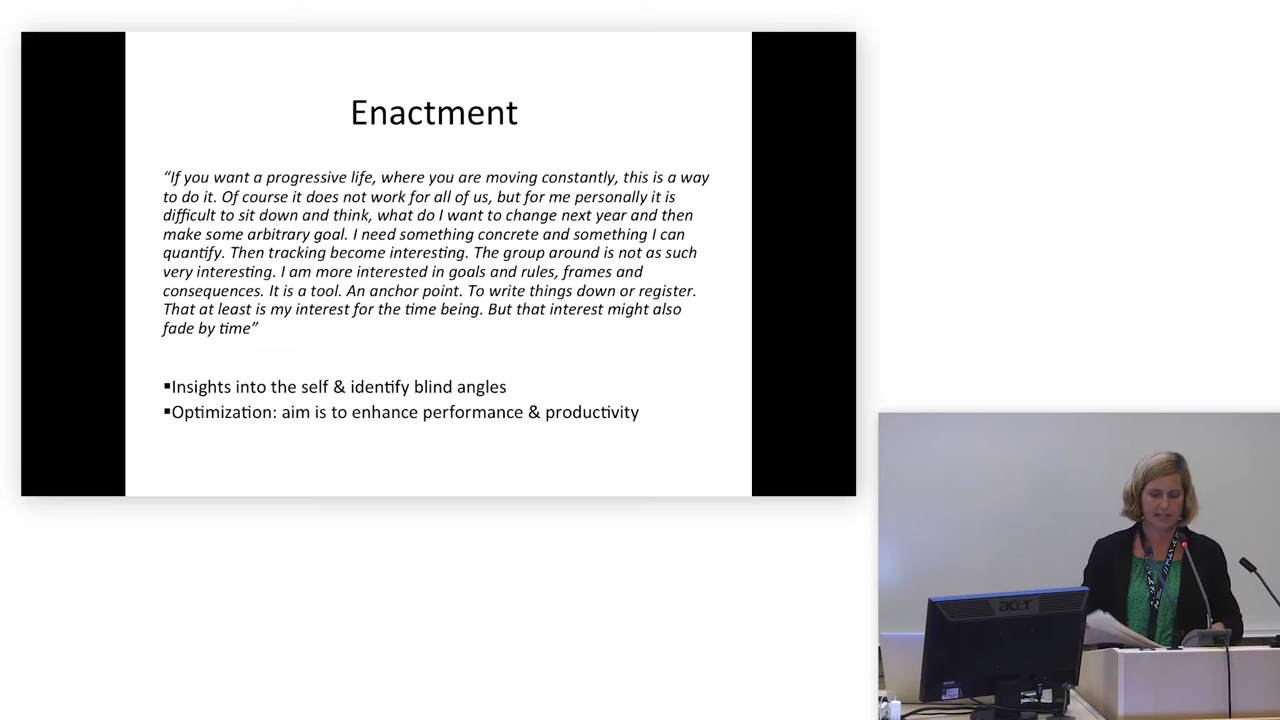 Enactment
“If you want a progressive life, where you are moving constantly, this is a way
to do it. Of course it does not work for all of us, but for me personally it is
difficult to sit down and think, what do I want to change next year and then
make some arbitrary goal. I need something concrete and something I can
quantify. Then tracking become interesting. The group around is not as such
very interesting. I am more interested in goals and rules, frames and
consequences. It is a tool. An anchor point. To write things down or register.
That at least is my interest for the time being. But that interest might also
fade by time”
▪Insights into the self & identify blind angles
▪Optimization: aim is to enhance performance & productivity
acer